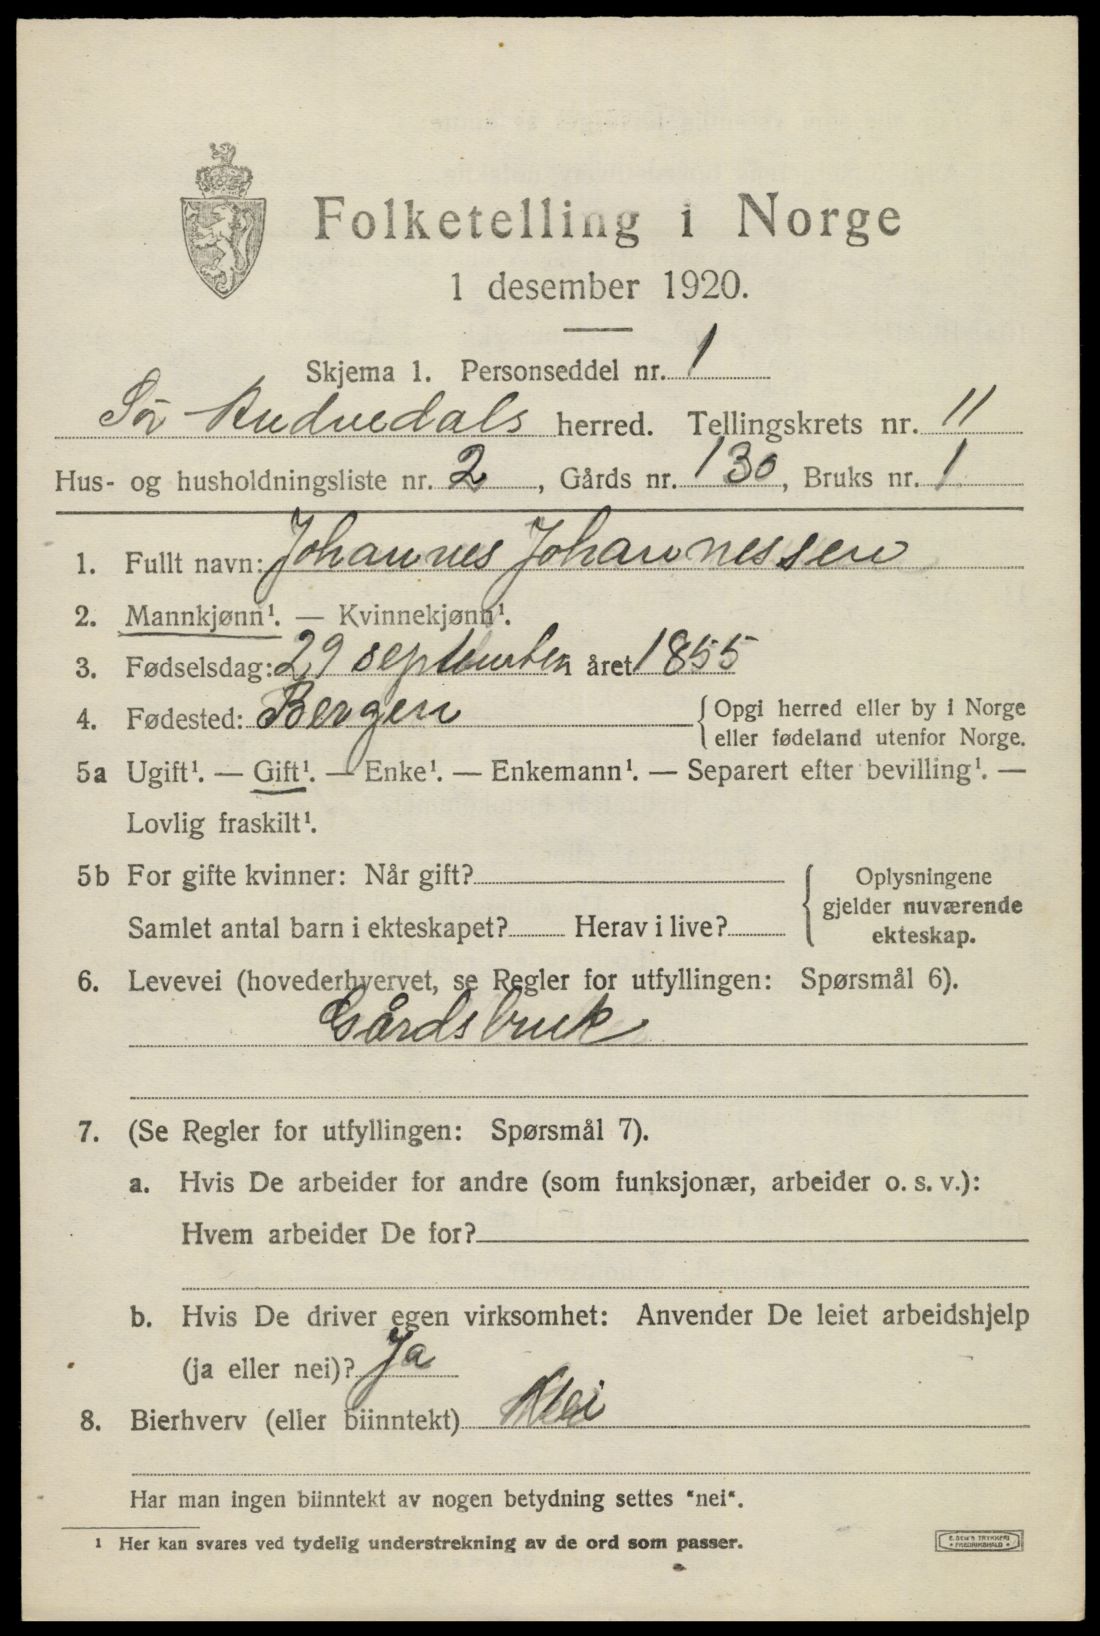 Folketelling i Norge
1 desember 1920.
Skjema 1. Personseddel nr. 1
Sør Audnedals herred. Tellingskrets nr. 11
Hus- og husholdningsliste nr. 2, Gårds nr. 130, Bruks nr. 1
1. Fullt navn: Johannes Johannessen
2. Mannkjønn¹. — Kvinnekjønn¹.
3. Fødselsdag: 29 september året 1855
4. Fødested: Bergen { Opgi herred eller by i Norge
eller fødeland utenfor Norge.
5a Ugift¹. — Gift¹. — Enke¹. — Enkemann¹. — Separert efter bevilling¹. —
Lovlig fraskilt¹.
5b For gifte kvinner: Når gift?
Samlet antal barn i ekteskapet? Herav i live?
Oplysningene
gjelder nuværende
ekteskap.
6. Levevei (hovederhvervet, se Regler for utfyllingen: Spørsmål 6).
Gårdsbruk
7. (Se Regler for utfyllingen: Spørsmål 7).
a. Hvis De arbeider for andre (som funksjonær, arbeider o. s. v.):
Hvem arbeider De for?
b. Hvis De driver egen virksomhet: Anvender De leiet arbeidshjelp
(ja eller nei)? Ja
8. Bierhverv (eller biinntekt) Nei
Har man ingen biinntekt av nogen betydning settes "nei".
¹ Her kan svares ved tydelig understrekning av de ord som passer.
E. SEM'S TRYKKERI
• FREDRIKSHALD •